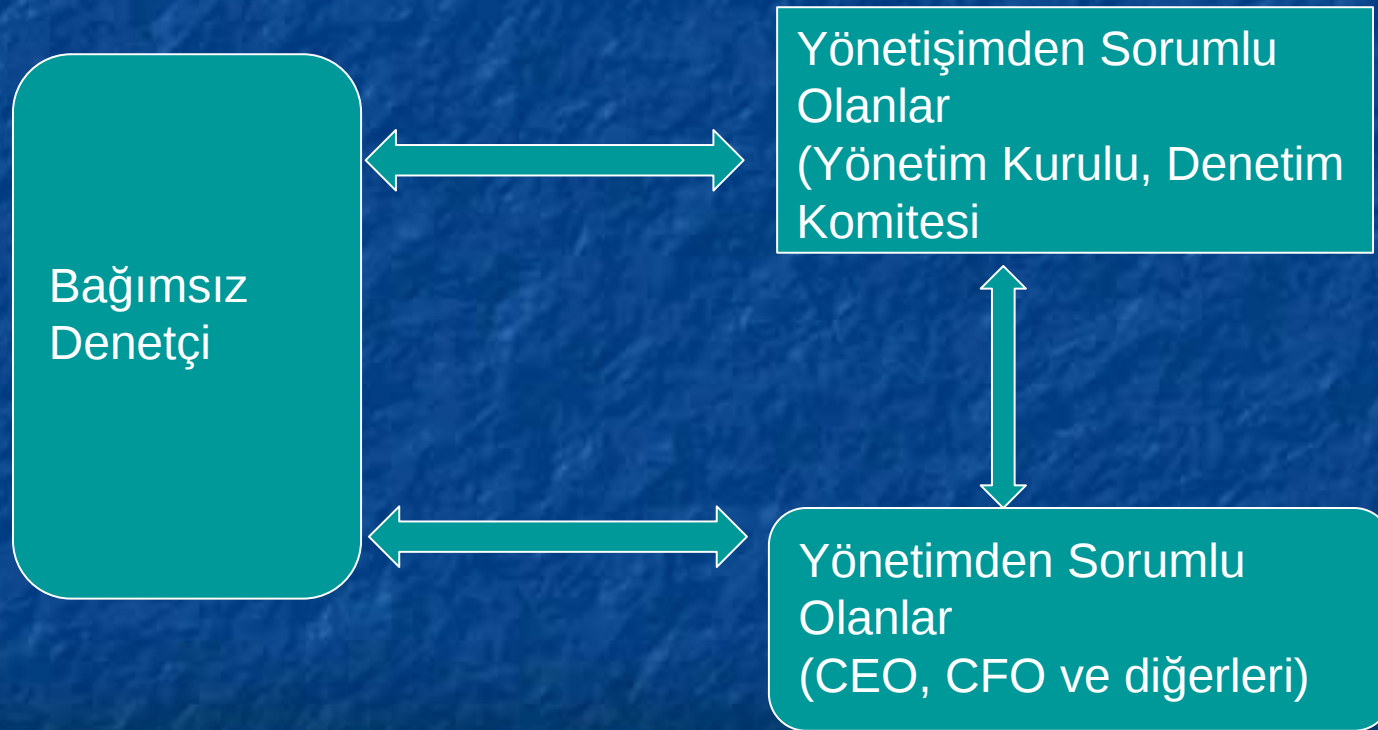 Bağımsız
Denetçi
Yönetişimden Sorumlu
Olanlar
(Yönetim Kurulu, Denetim
Komitesi
Yönetimden Sorumlu
Olanlar
(CEO, CFO ve diğerleri)